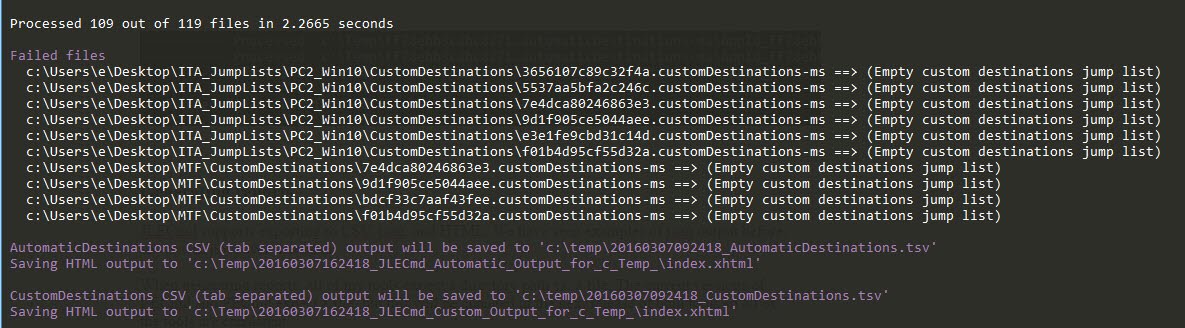 Processed 109 out of 119 files in 2.2665 seconds
Failed files
c:\Users\e\Desktop\ITA_JumpLists\PC2_Win10\CustomDestinations\3656107c89c32f4a.customDestinations-ms ==> (Empty custom destinations jump list)
c:\Users\e\Desktop\ITA_JumpLists\PC2_Win10\CustomDestinations\5537aa5bfa2c246c.customDestinations-ms ==> (Empty custom destinations jump list)
c:\Users\e\Desktop\ITA_JumpLists\PC2_Win10\CustomDestinations\7e4dca80246863e3.customDestinations-ms ==> (Empty custom destinations jump list)
c:\Users\e\Desktop\ITA_JumpLists\PC2_Win10\CustomDestinations\9d1f905ce5044aee.customDestinations-ms ==> (Empty custom destinations jump list)
c:\Users\e\Desktop\ITA_JumpLists\PC2_Win10\CustomDestinations\e3e1fe9cbd31c14d.customDestinations-ms ==> (Empty custom destinations jump list)
c:\Users\e\Desktop\ITA_JumpLists\PC2_Win10\CustomDestinations\f01b4d95cf55d32a.customDestinations-ms ==> (Empty custom destinations jump list)
c:\Users\e\Desktop\MTF\CustomDestinations\7e4dca80246863e3.customDestinations-ms ==> (Empty custom destinations jump list)
c:\Users\e\Desktop\MTF\CustomDestinations\9d1f905ce5044aee.customDestinations-ms ==> (Empty custom destinations jump list)
c:\Users\e\Desktop\MTF\CustomDestinations\bdcf33c7aaf43fee.customDestinations-ms ==> (Empty custom destinations jump list)
c:\Users\e\Desktop\MTF\CustomDestinations\f01b4d95cf55d32a.customDestinations-ms ==> (Empty custom destinations jump list)
AutomaticDestinations CSV (tab separated) output will be saved to 'c:\temp\20160307092418_AutomaticDestinations.tsv'
Saving HTML output to 'c:\Temp\20160307162418_JLECmd_Automatic_Output_for_c_Temp_\index.xhtml'
CustomDestinations CSV (tab separated) output will be saved to 'c:\temp\20160307092418_CustomDestinations.tsv'
Saving HTML output to 'c:\Temp\20160307162418_JLECmd_Custom_Output_for_c_Temp_\index.xhtml'